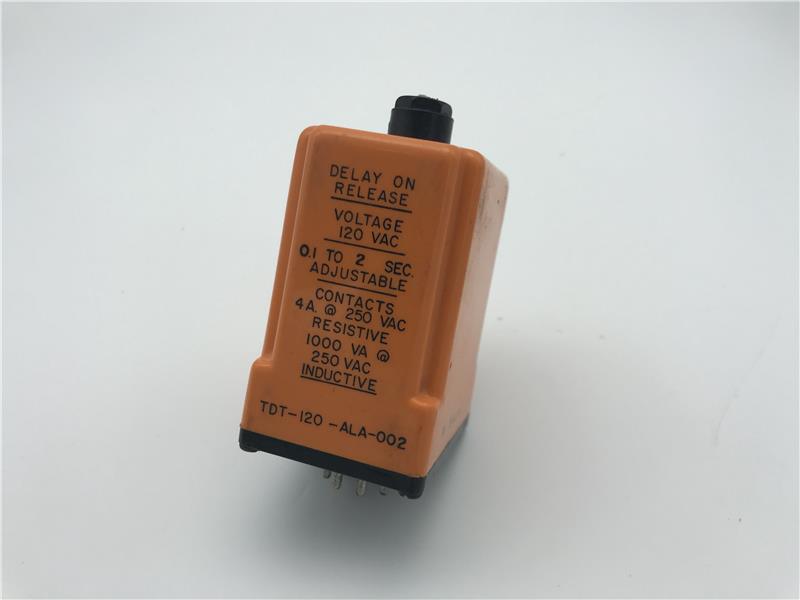 DELAY ON
RELEASE
VOLTAGE
120 VAC
0.1 TO 2 SEC.
ADJUSTABLE
CONTACTS
4A. @ 250 VAC
RESISTIVE
1000 VA @
250 VAC
INDUCTIVE
TDT-120-ALA-002